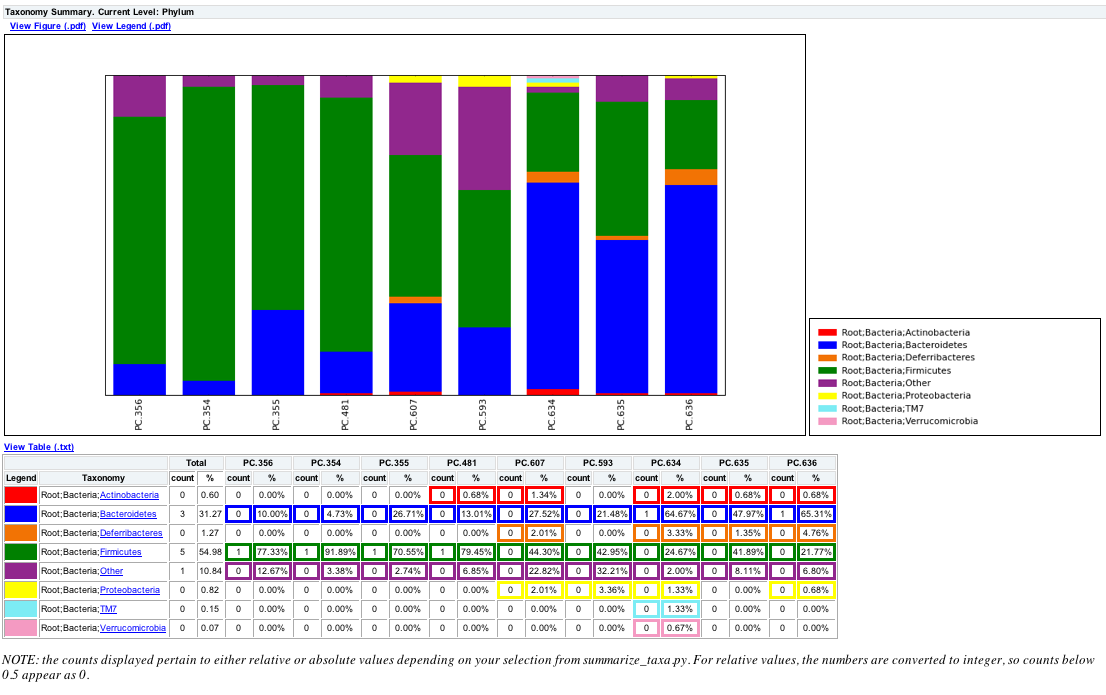 Taxonomy Summary. Current Level: Phylum
View Figure (.pdf) View Legend (.pdf)
PC.356 PC.354 PC.355 PC.481 PC.607 PC.593 PC.634 PC.635 PC.636
Root;Bacteria;Actinobacteria
Root;Bacteria;Bacteroidetes
Root;Bacteria;Deferribacteres
Root;Bacteria;Firmicutes
Root;Bacteria;Other
Root;Bacteria;Proteobacteria
Root;Bacteria;TM7
Root;Bacteria;Verrucomicrobia
View Table (.txt)
Total PC.356 PC.354 PC.355 PC.481 PC.607 PC.593 PC.634 PC.635 PC.636
Legend Taxonomy count % count % count % count % count % count % count % count % count % count %
Root;Bacteria;Actinobacteria 0 0.60 0 0.00% 0 0.00% 0 0.00% 0 0.68% 0 1.34% 0 0.00% 0 2.00% 0 0.68% 0 0.68%
Root;Bacteria;Bacteroidetes 3 31.27 0 10.00% 0 4.73% 0 26.71% 0 13.01% 0 27.52% 0 21.48% 1 64.67% 0 47.97% 1 65.31%
Root;Bacteria;Deferribacteres 0 1.27 0 0.00% 0 0.00% 0 0.00% 0 0.00% 0 2.01% 0 0.00% 0 3.33% 0 1.35% 0 4.76%
Root;Bacteria;Firmicutes 5 54.98 1 77.33% 1 91.89% 1 70.55% 1 79.45% 0 44.30% 0 42.95% 0 24.67% 0 41.89% 0 21.77%
Root;Bacteria;Other 1 10.84 0 12.67% 0 3.38% 0 2.74% 0 6.85% 0 22.82% 0 32.21% 0 2.00% 0 8.11% 0 6.80%
Root;Bacteria;Proteobacteria 0 0.82 0 0.00% 0 0.00% 0 0.00% 0 0.00% 0 2.01% 0 3.36% 0 1.33% 0 0.00% 0 0.68%
Root;Bacteria;TM7 0 0.15 0 0.00% 0 0.00% 0 0.00% 0 0.00% 0 0.00% 0 0.00% 0 1.33% 0 0.00% 0 0.00%
Root;Bacteria;Verrucomicrobia 0 0.07 0 0.00% 0 0.00% 0 0.00% 0 0.00% 0 0.00% 0 0.00% 0 0.67% 0 0.00% 0 0.00%
NOTE: the counts displayed pertain to either relative or absolute values depending on your selection from summarize_taxa.py. For relative values, the numbers are converted to integer, so counts below
0.5 appear as 0.